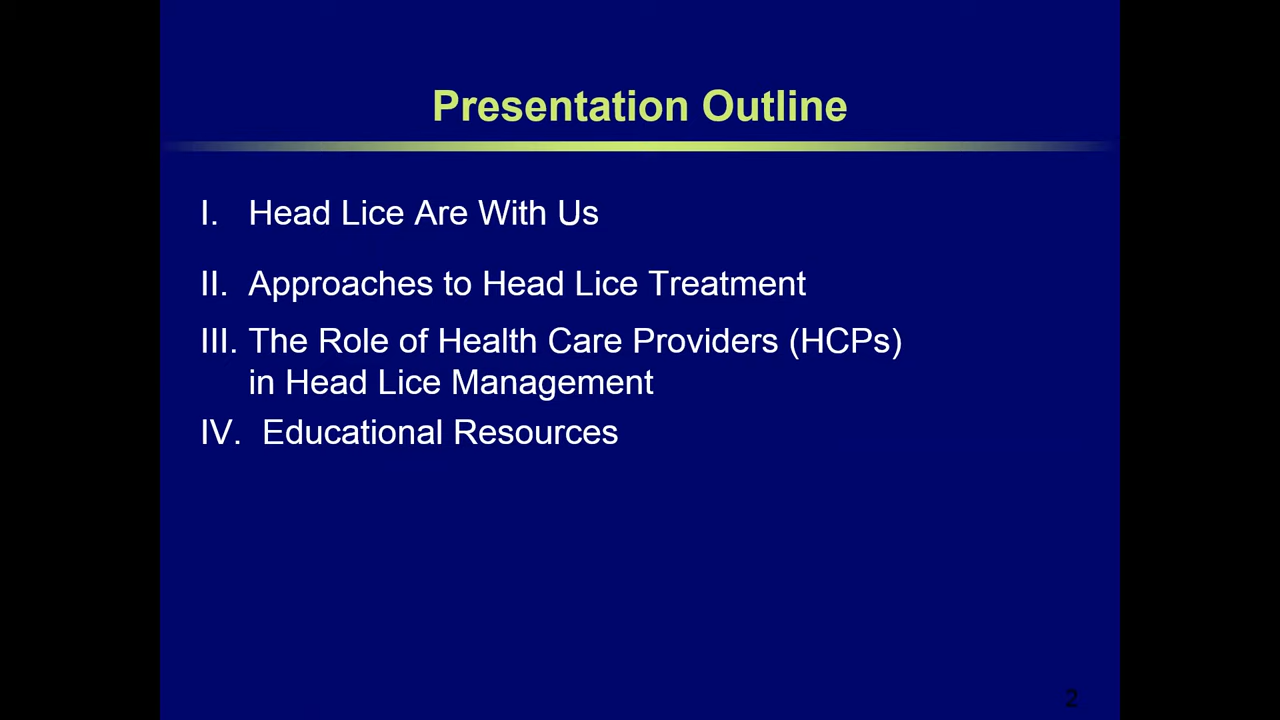 Presentation Outline
I. Head Lice Are With Us
II. Approaches to Head Lice Treatment
III. The Role of Health Care Providers (HCPs)
in Head Lice Management
IV. Educational Resources
2